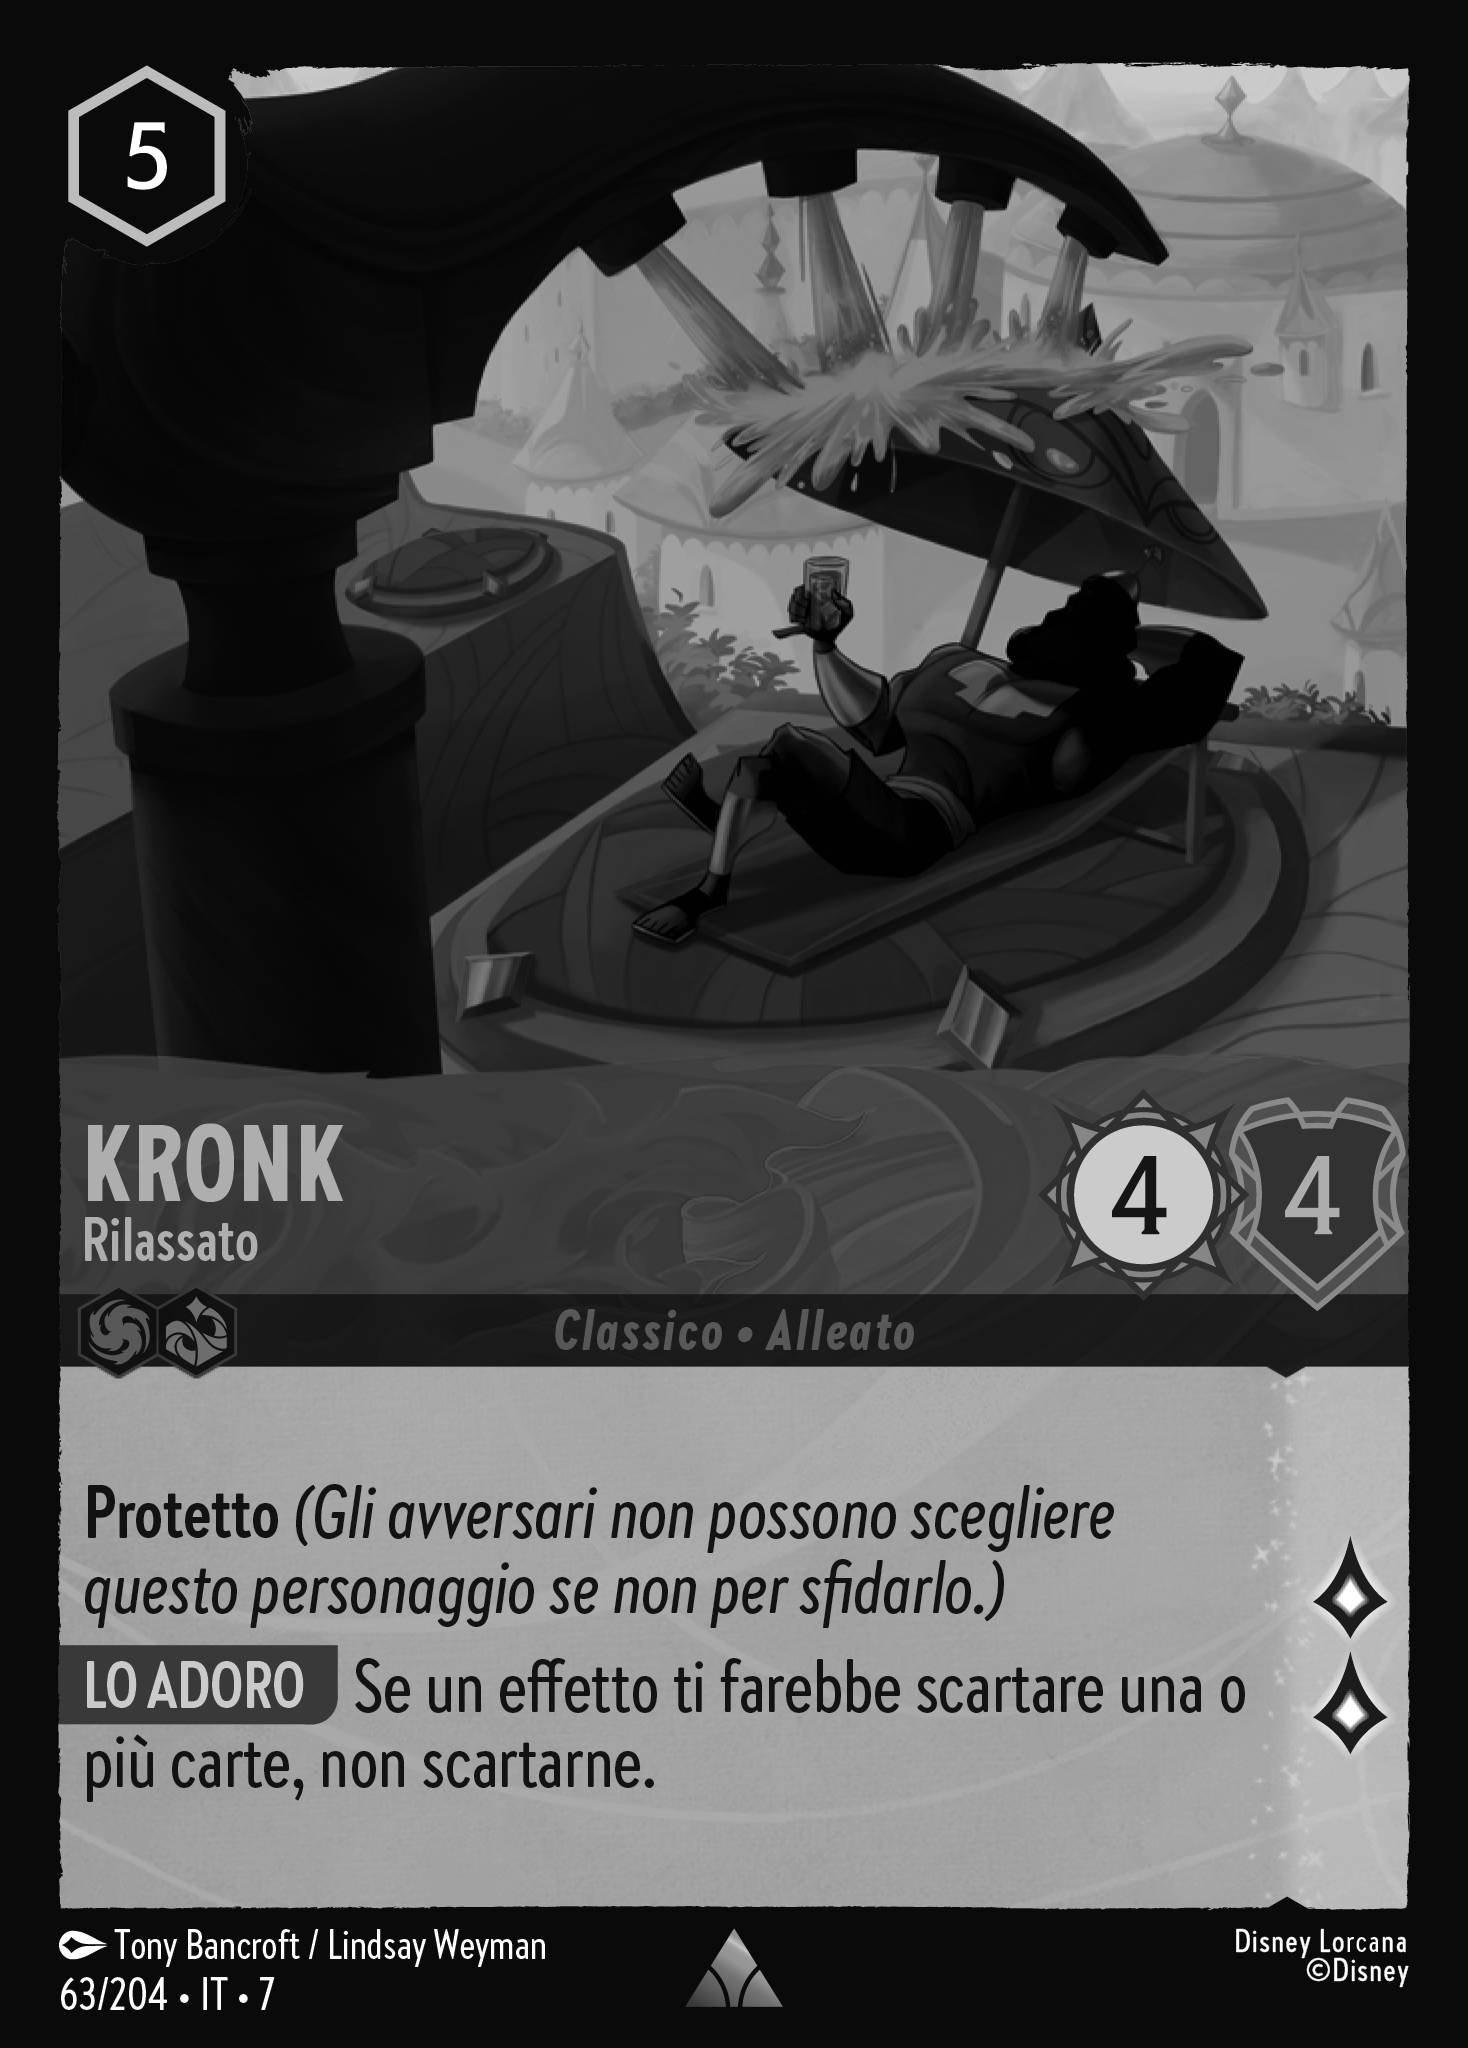 5
KRONK
Rilassato
4
4
Classico • Alleato
Protetto (Gli avversari non possono scegliere
questo personaggio se non per sfidarlo.)
LO ADORO Se un effetto ti farebbe scartare una o
più carte, non scartarne.
Tony Bancroft / Lindsay Weyman
63/204 • IT • 7
Disney Lorcana
©Disney